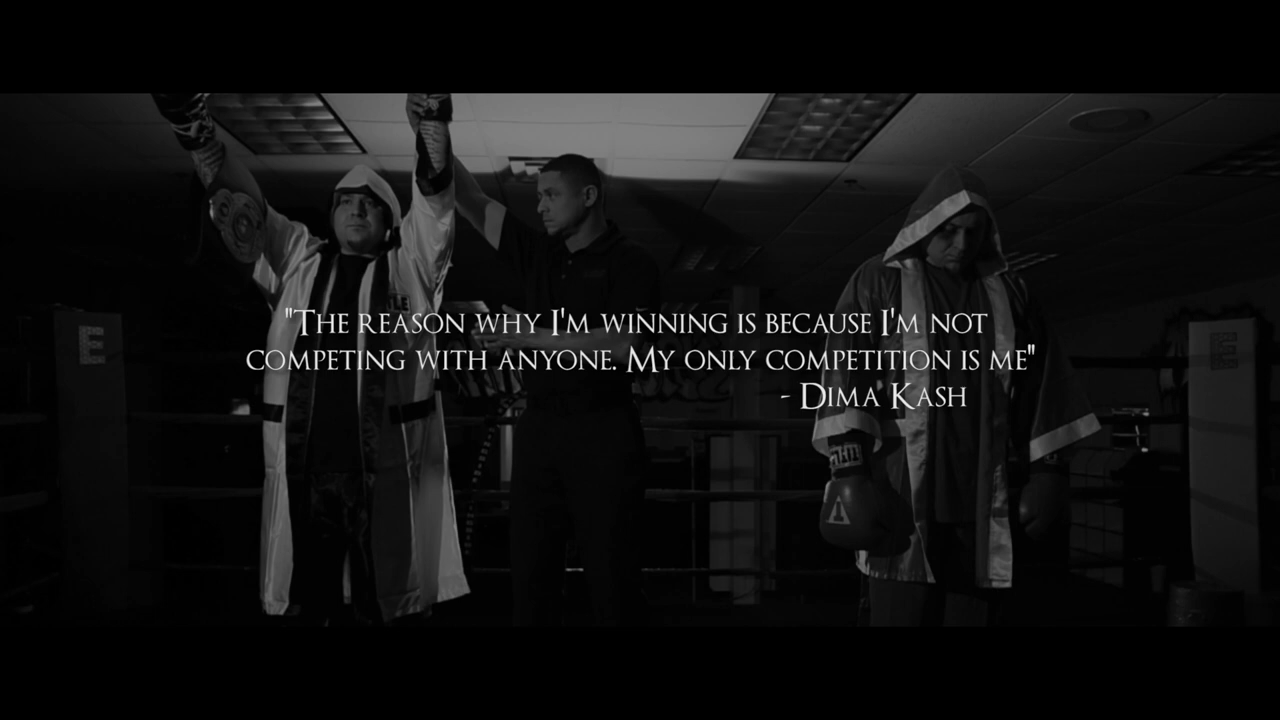 "The reason why I'm winning is because I'm not
competing with anyone. My only competition is me"
- Dima Kash
E